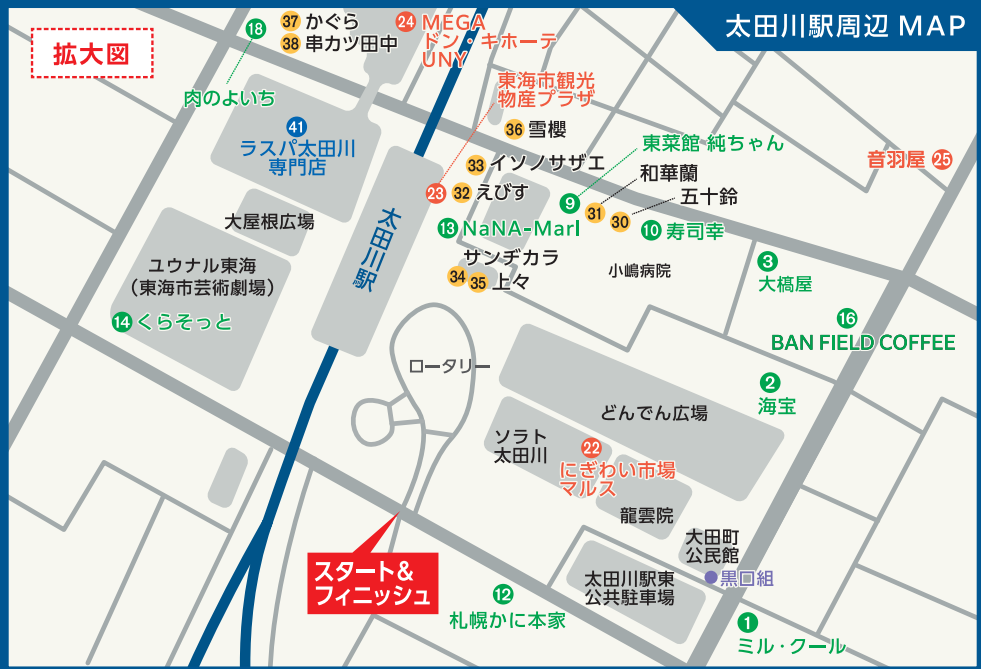 太田川駅周辺 MAP
拡大図
18
肉のよいち
37 かぐら
38 串カツ田中
24 MEGA
ドン・キホーテ
UNY
東海市観光
物産プラザ
23
41
ラスパ太田川
専門店
36 雪櫻
33 イソノサザエ
32 えびす
東菜館 純ちゃん
9
和華蘭
31
五十鈴
30
音羽屋 25
大屋根広場
太田川駅
13 NaNA-Marl
10 寿司幸
サンヂカラ
34
35 上々
小嶋病院
3
大橋屋
ユウナル東海
（東海市芸術劇場）
14 くらそっと
16
BAN FIELD COFFEE
ロータリー
2
海宝
どんでん広場
ソラト
太田川
22
にぎわい市場
マルス
龍雲院
大田町
公民館
黒口組
スタート&
フィニッシュ
太田川駅東
公共駐車場
12
札幌かに本家
1
ミル・クール